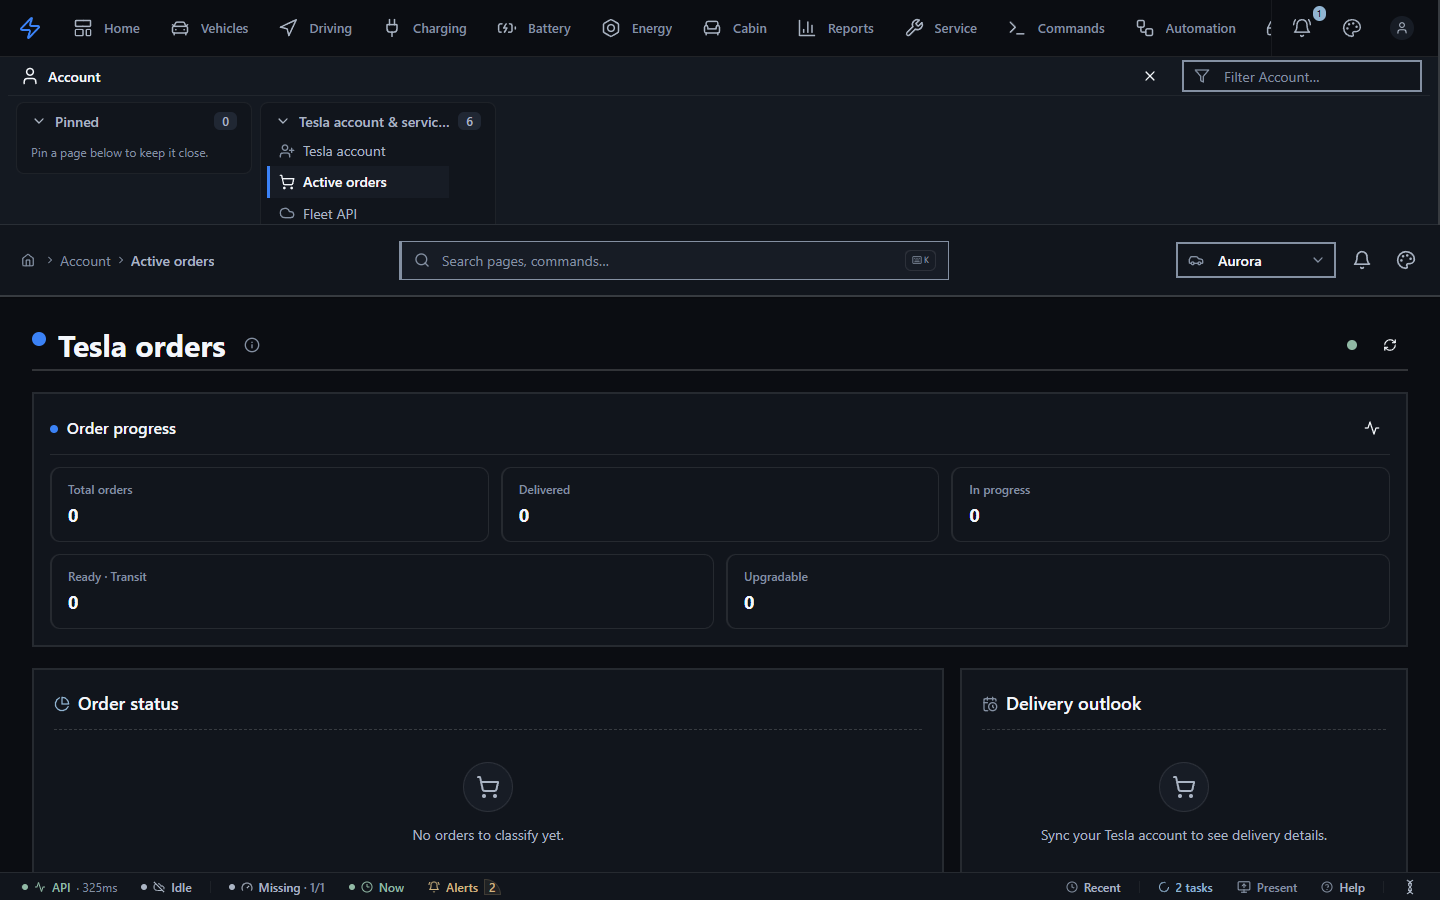 Home Vehicles Driving Charging Battery Energy Cabin Reports Service Commands Automation 1
Account Filter Account...
Pinned 0
Pin a page below to keep it close.
Tesla account & servic... 6
Tesla account
Active orders
Fleet API
Account Active orders
Search pages, commands... K
Aurora
Tesla orders
Order progress
Total orders
0
Delivered
0
In progress
0
Ready · Transit
0
Upgradable
0
Order status
No orders to classify yet.
Delivery outlook
Sync your Tesla account to see delivery details.
API · 325ms Idle Missing · 1/1 Now Alerts 2 Recent 2 tasks Present Help